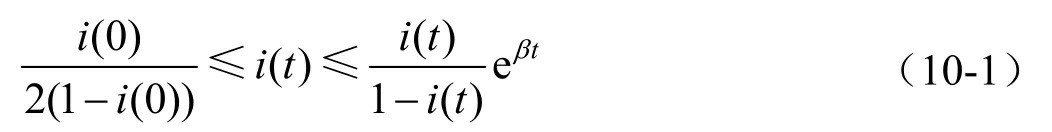 i(0)/2(1−i(0)) ≤ i(t) ≤ i(t)/1−i(t) e^βt （10-1）